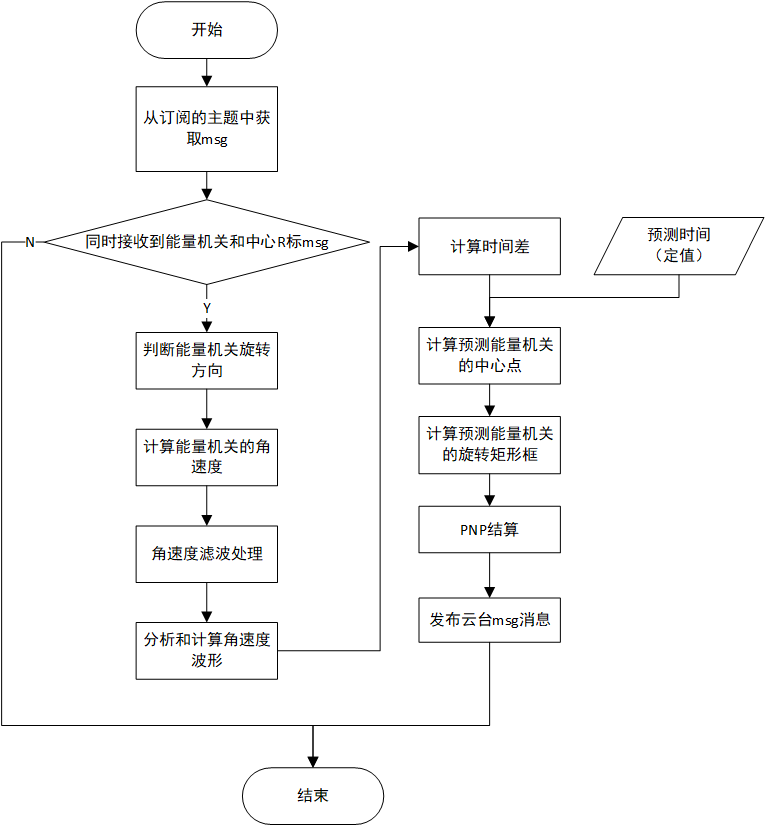 开始
从订阅的主题中获
取msg
N
同时接收到能量机关和中心R标msg
Y
判断能量机关旋转
方向
计算能量机关的角
速度
角速度滤波处理
分析和计算角速度
波形
计算时间差
预测时间
（定值）
计算预测能量机关
的中心点
计算预测能量机关
的旋转矩形框
PNP结算
发布云台msg消息
结束